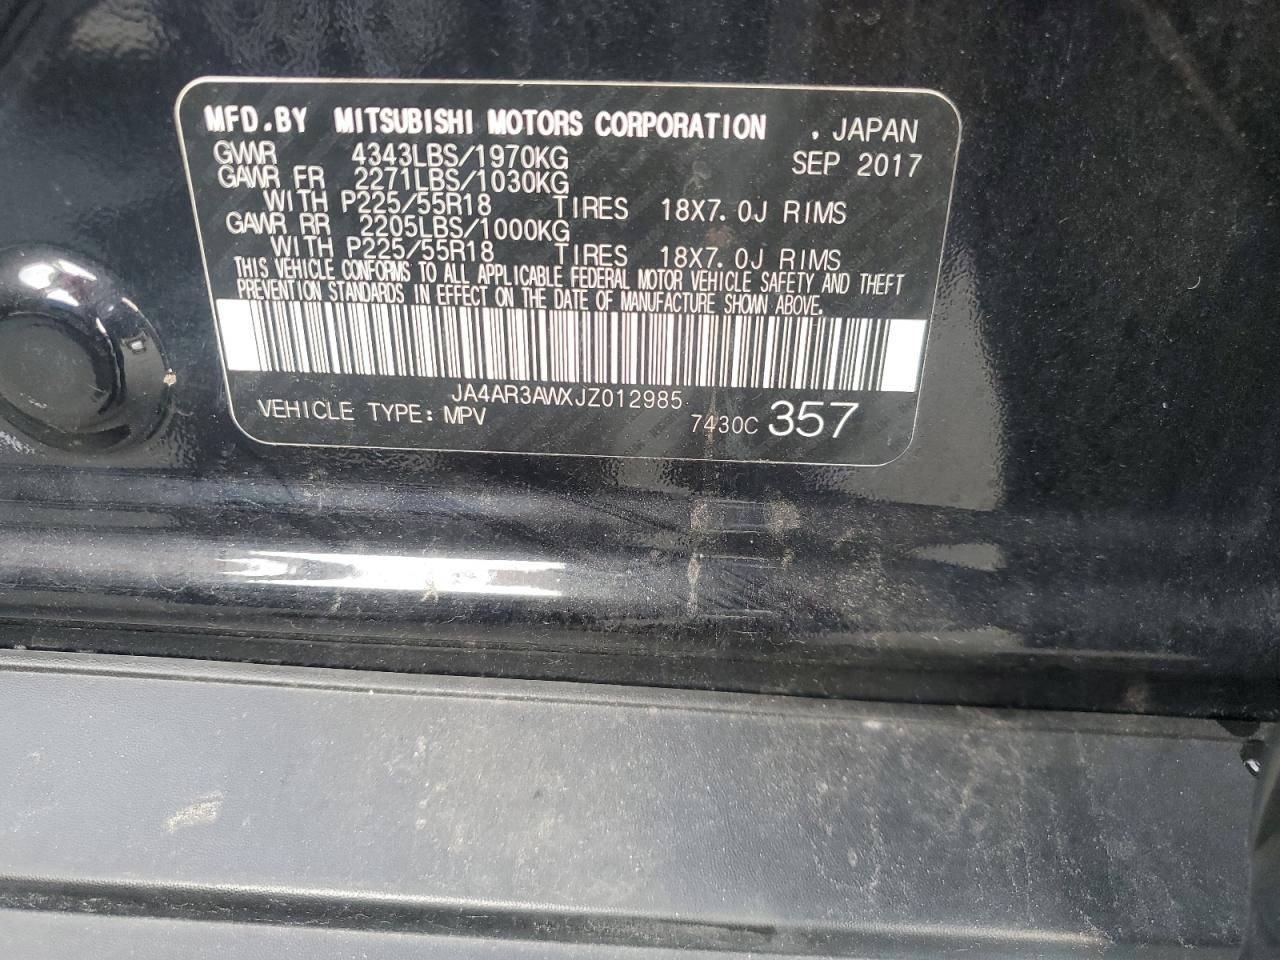 MFD.BY MITSUBISHI MOTORS CORPORATION . JAPAN
GVWR 4343LBS/1970KG SEP 2017
GAWR FR 2271LBS/1030KG
WITH P225/55R18 TIRES 18X7.0J RIMS
GAWR RR 2205LBS/1000KG
WITH P225/55R18 TIRES 18X7.0J RIMS
THIS VEHICLE CONFORMS TO ALL APPLICABLE FEDERAL MOTOR VEHICLE SAFETY AND THEFT
PREVENTION STANDARDS IN EFFECT ON THE DATE OF MANUFACTURE SHOWN ABOVE.
JA4AR3AWXJZ012985
VEHICLE TYPE: MPV 7430C 357